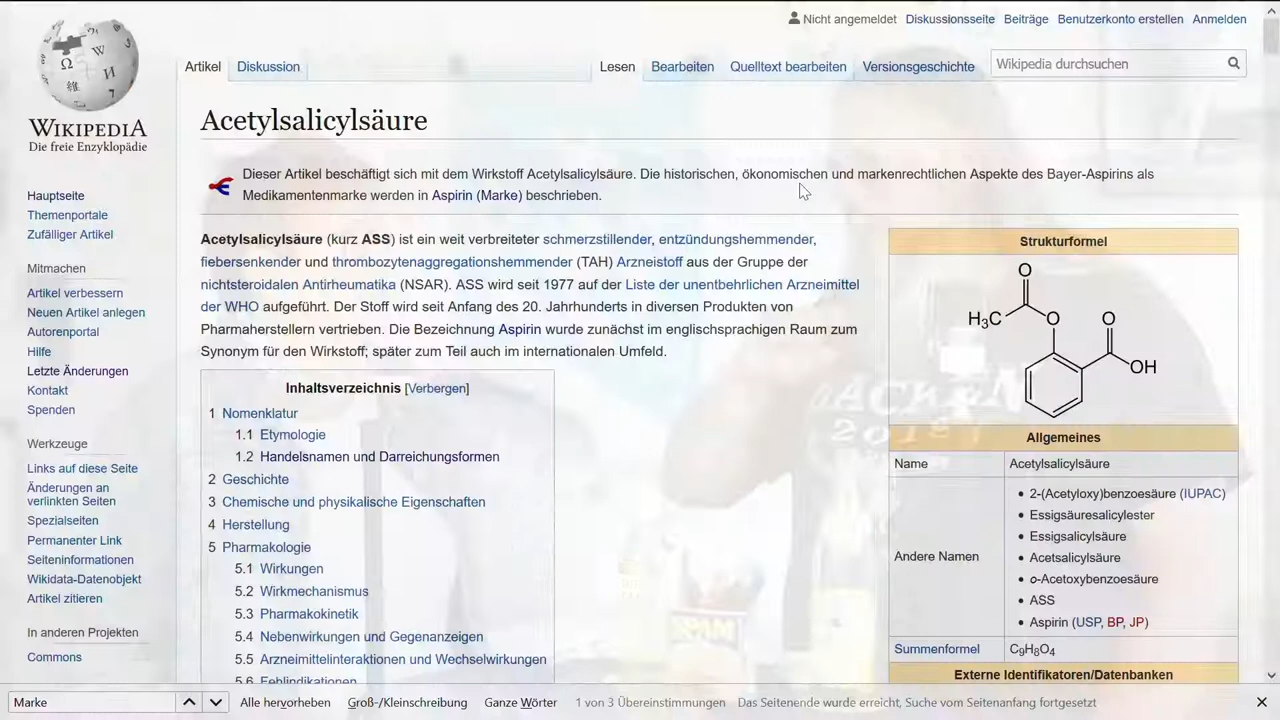 Nicht angemeldet Diskussionsseite Beiträge Benutzerkonto erstellen Anmelden
Artikel Diskussion Lesen Bearbeiten Quelltext bearbeiten Versionsgeschichte Wikipedia durchsuchen
WIKIPEDIA
Die freie Enzyklopädie
Hauptseite
Themenportale
Zufälliger Artikel
Mitmachen
Artikel verbessern
Neuen Artikel anlegen
Autorenportal
Hilfe
Letzte Änderungen
Kontakt
Spenden
Werkzeuge
Links auf diese Seite
Änderungen an
verlinkten Seiten
Spezialseiten
Permanenter Link
Seiteninformationen
Wikidata-Datenobjekt
Artikel zitieren
In anderen Projekten
Commons
Acetylsalicylsäure
Dieser Artikel beschäftigt sich mit dem Wirkstoff Acetylsalicylsäure. Die historischen, ökonomischen und markenrechtlichen Aspekte des Bayer-Aspirins als
Medikamentenmarke werden in Aspirin (Marke) beschrieben.
Acetylsalicylsäure (kurz ASS) ist ein weit verbreiteter schmerzstillender, entzündungshemmender,
fiebersenkender und thrombozytenaggregationshemmender (TAH) Arzneistoff aus der Gruppe der
nichtsteroidalen Antirheumatika (NSAR). ASS wird seit 1977 auf der Liste der unentbehrlichen Arzneimittel
der WHO aufgeführt. Der Stoff wird seit Anfang des 20. Jahrhunderts in diversen Produkten von
Pharmaherstellern vertrieben. Die Bezeichnung Aspirin wurde zunächst im englischsprachigen Raum zum
Synonym für den Wirkstoff; später zum Teil auch im internationalen Umfeld.
Inhaltsverzeichnis [Verbergen]
1 Nomenklatur
1.1 Etymologie
1.2 Handelsnamen und Darreichungsformen
2 Geschichte
3 Chemische und physikalische Eigenschaften
4 Herstellung
5 Pharmakologie
5.1 Wirkungen
5.2 Wirkmechanismus
5.3 Pharmakokinetik
5.4 Nebenwirkungen und Gegenanzeigen
5.5 Arzneimittelinteraktionen und Wechselwirkungen
5.6 Fehlindikationen
Strukturformel
O
H₃C O O
OH
Allgemeines
Name Acetylsalicylsäure
Andere Namen
• 2-(Acetyloxy)benzoesäure (IUPAC)
• Essigsäuresalicylester
• Essigsalicylsäure
• Acetsalicylsäure
• o-Acetoxybenzoesäure
• ASS
• Aspirin (USP, BP, JP)
Summenformel C₉H₈O₄
Externe Identifikatoren/Datenbanken
AACHEN
2018
SPAM
Marke Alle hervorheben Groß-/Kleinschreibung Ganze Wörter 1 von 3 Übereinstimmungen Das Seitenende wurde erreicht, Suche vom Seitenanfang fortgesetzt